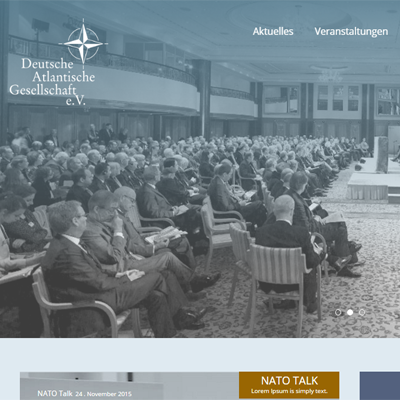 Aktuelles Veranstaltungen
Deutsche
Atlantische
Gesellschaft
e.V.
NATO Talk 24. November 2015
NATO TALK
Lorem Ipsum is simply text.